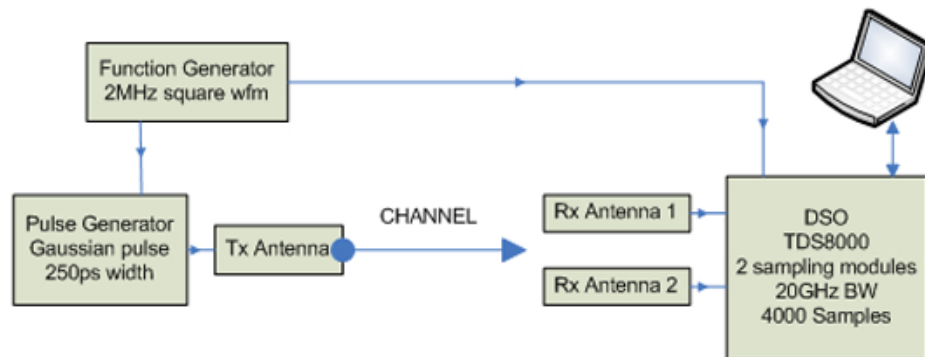 Function Generator
2MHz square wfm
Pulse Generator
Gaussian pulse
250ps width
Tx Antenna
CHANNEL
Rx Antenna 1
Rx Antenna 2
DSO
TDS8000
2 sampling modules
20GHz BW
4000 Samples